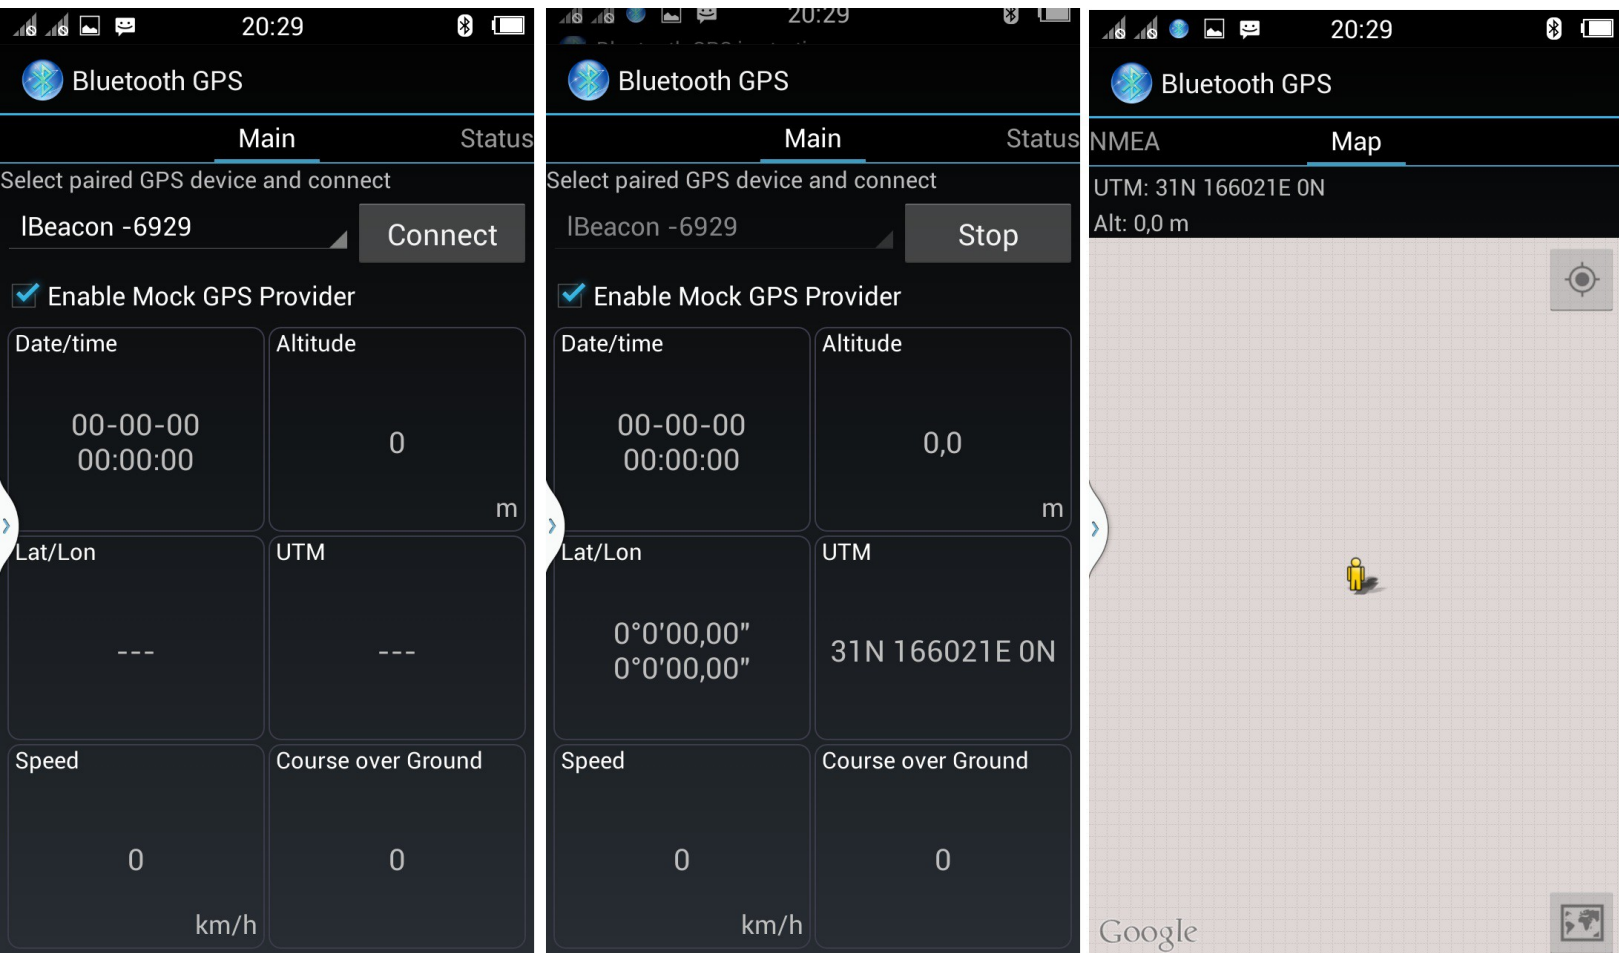 20:29
Bluetooth GPS
Main Status
Select paired GPS device and connect
IBeacon -6929
Connect
Enable Mock GPS Provider
Date/time
Altitude
00-00-00
00:00:00
0
m
Lat/Lon
UTM
---
---
Speed
Course over Ground
0
km/h
0
20:29
Bluetooth GPS
Main Status
Select paired GPS device and connect
IBeacon -6929
Stop
Enable Mock GPS Provider
Date/time
Altitude
00-00-00
00:00:00
0,0
m
Lat/Lon
UTM
0°0'00,00"
0°0'00,00"
31N 166021E 0N
Speed
Course over Ground
0
km/h
0
20:29
Bluetooth GPS
NMEA Map
UTM: 31N 166021E 0N
Alt: 0,0 m
Google